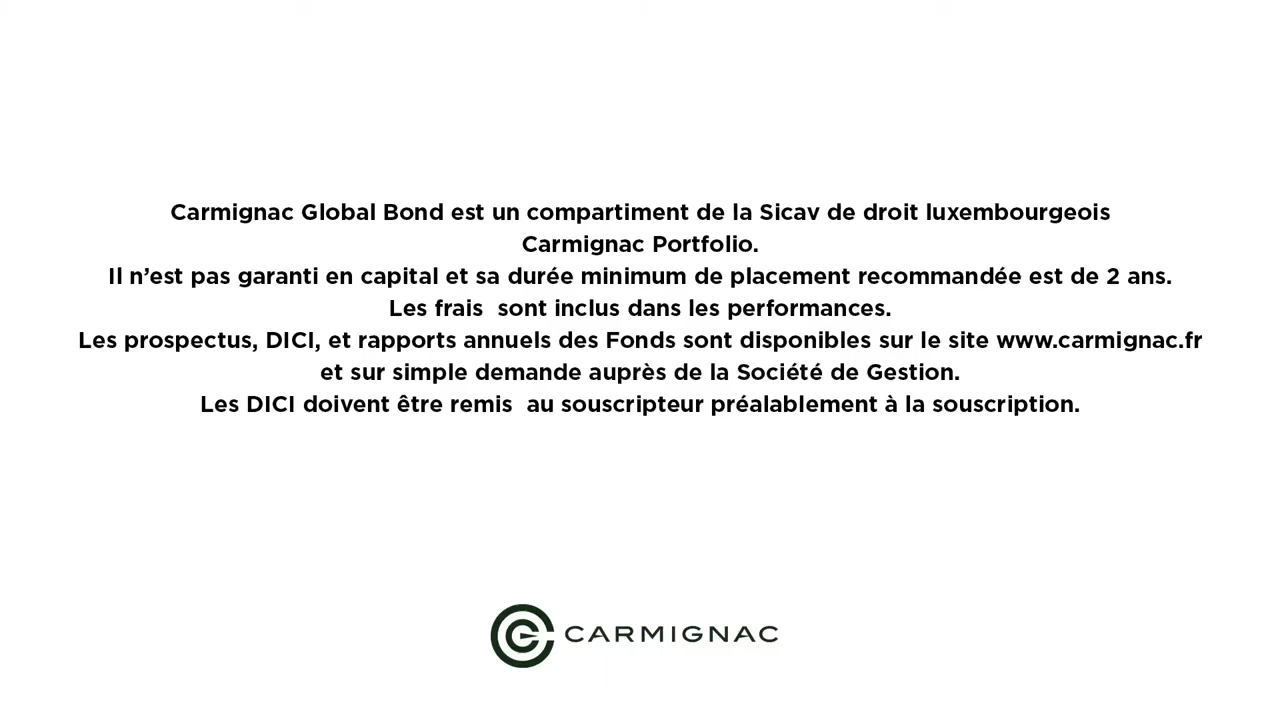 Carmignac Global Bond est un compartiment de la Sicav de droit luxembourgeois
Carmignac Portfolio.
Il n’est pas garanti en capital et sa durée minimum de placement recommandée est de 2 ans.
Les frais  sont inclus dans les performances.
Les prospectus, DICI, et rapports annuels des Fonds sont disponibles sur le site www.carmignac.fr
et sur simple demande auprès de la Société de Gestion.
Les DICI doivent être remis  au souscripteur préalablement à la souscription.
CARMIGNAC